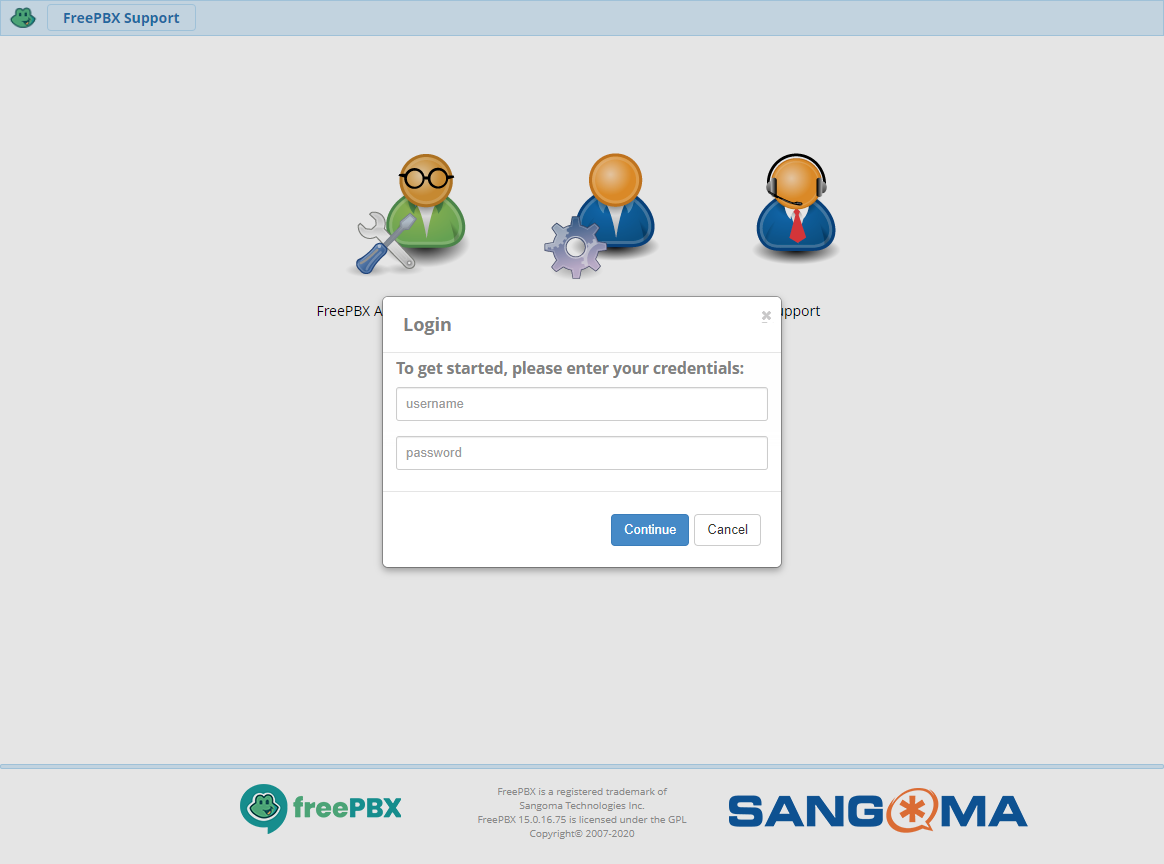 FreePBX Support
FreePBX A
upport
Login
To get started, please enter your credentials:
username
password
Continue
Cancel
freePBX
FreePBX is a registered trademark of
Sangoma Technologies Inc.
FreePBX 15.0.16.75 is licensed under the GPL
Copyright© 2007-2020
SANGOMA